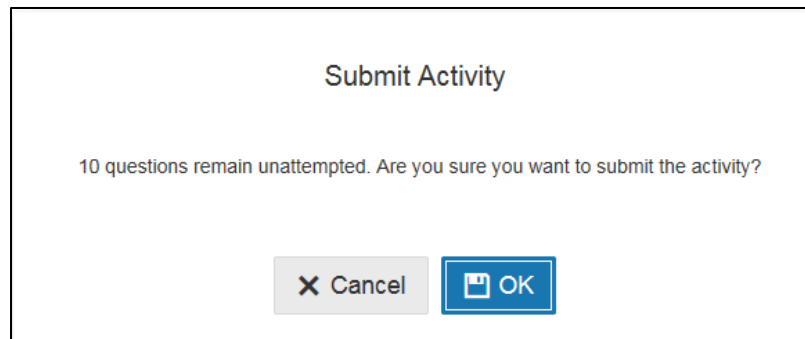 Submit Activity
10 questions remain unattempted. Are you sure you want to submit the activity?
Cancel OK